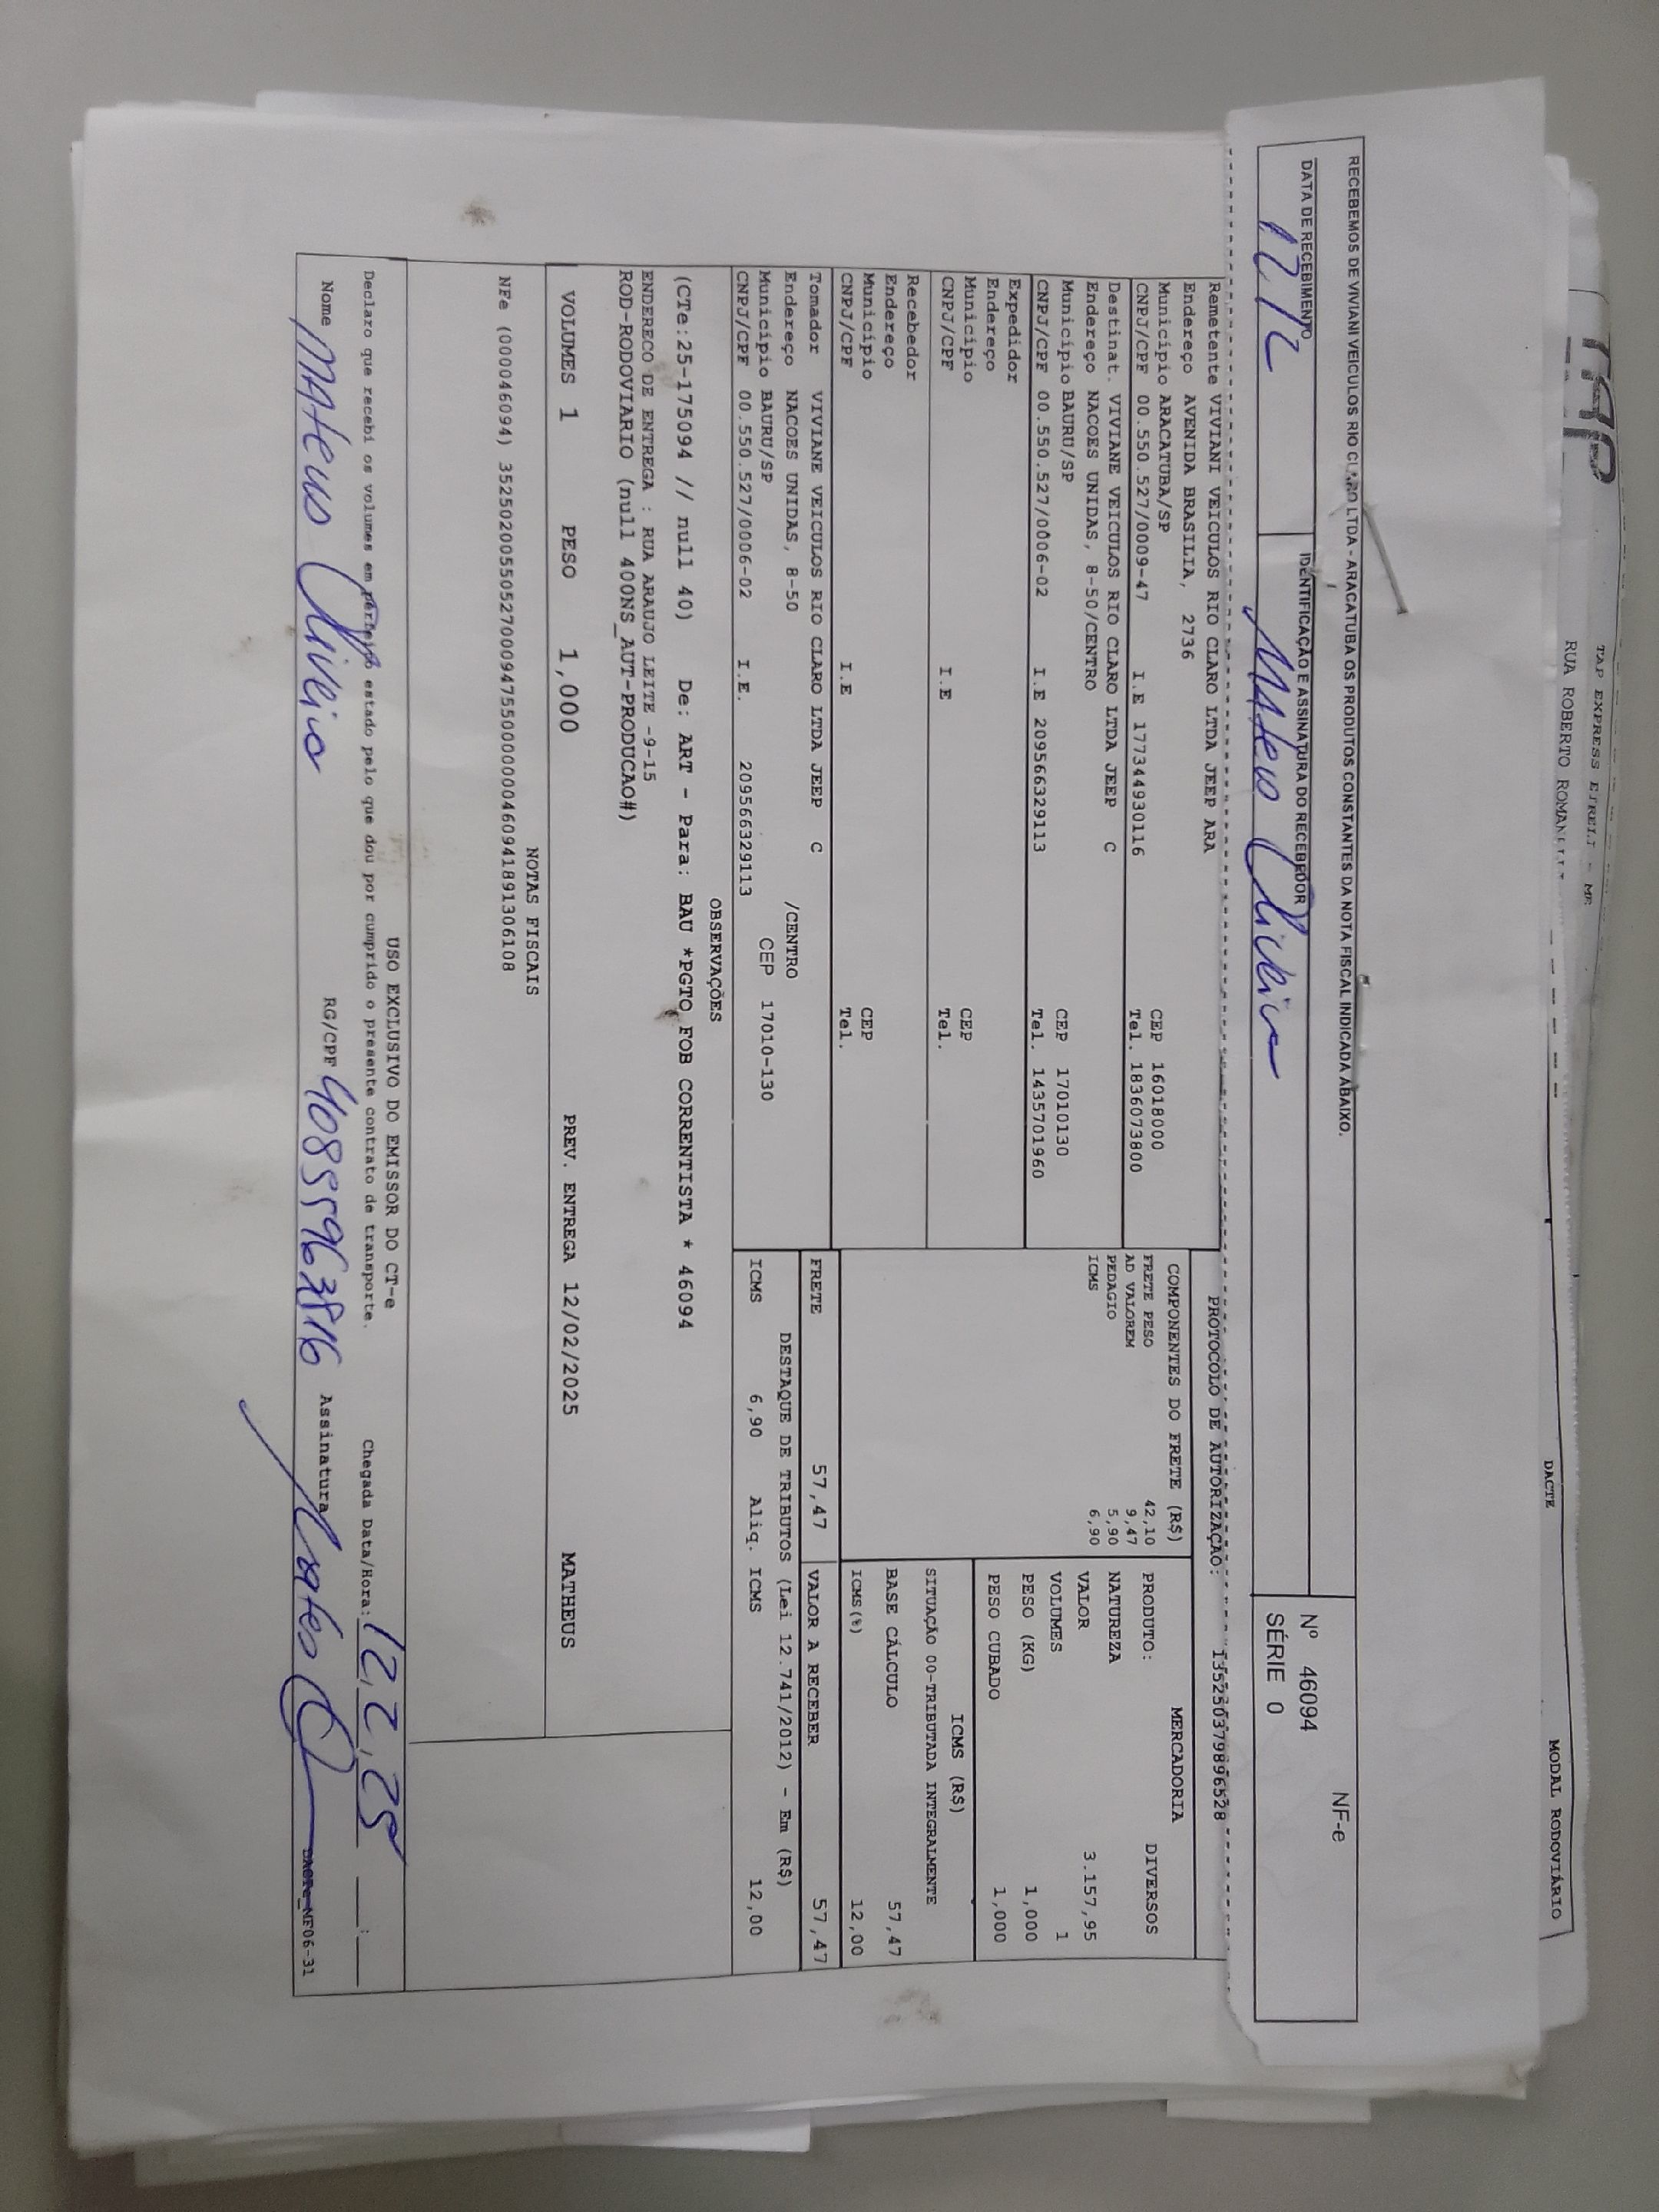 TAP
TAP EXPRESS EIRELI - ME
RUA ROBERTO
DACTE
MODAL RODOVIÁRIO
RECEBEMOS DE VIVIANI VEICULOS RIO CLARO LTDA - ARACATUBA OS PRODUTOS CONSTANTES DA NOTA FISCAL INDICADA ABAIXO.
NF-e
DATA DE RECEBIMENTO
IDENTIFICAÇÃO E ASSINATURA DO RECEBEDOR
Nº 46094
SÉRIE 0
12/2
Mateus Oliveira
PROTOCOLO DE AUTORIZAÇÃO: 135250379896528
Remetente VIVIANI VEICULOS RIO CLARO LTDA JEEP ARA
Endereço AVENIDA BRASILIA, 2736
Município ARACATUBA/SP CEP 16018000
CNPJ/CPF 00.550.527/0009-47 I.E 177344930116 Tel. 1836073800
Destinat. VIVIANE VEICULOS RIO CLARO LTDA JEEP C
Endereço NACOES UNIDAS, 8-50/CENTRO
Município BAURU/SP CEP 17010130
CNPJ/CPF 00.550.527/0006-02 I.E 209566329113 Tel. 1435701960
Expedidor
Endereço
Município CEP
CNPJ/CPF I.E Tel.
Recebedor
Endereço
Município CEP
CNPJ/CPF I.E Tel.
Tomador VIVIANE VEICULOS RIO CLARO LTDA JEEP C
Endereço NACOES UNIDAS, 8-50 /CENTRO
Município BAURU/SP CEP 17010-130
CNPJ/CPF 00.550.527/0006-02 I.E. 209566329113
COMPONENTES DO FRETE (R$)
FRETE PESO 42,10
AD VALOREM 9,47
PEDAGIO 5,90
ICMS 6,90
MERCADORIA
PRODUTO: DIVERSOS
NATUREZA
VALOR 3.157,95
VOLUMES 1
PESO (KG) 1,000
PESO CUBADO 1,000
ICMS (R$)
SITUAÇÃO 00-TRIBUTADA INTEGRALMENTE
BASE CÁLCULO 57,47
ICMS(%) 12,00
FRETE 57,47 VALOR A RECEBER 57,47
DESTAQUE DE TRIBUTOS (Lei 12.741/2012) - Em (R$)
ICMS 6,90 Aliq. ICMS 12,00
OBSERVAÇÕES
(CTe:25-175094 // null 40) De: ART - Para: BAU *PGTO FOB CORRENTISTA * 46094
ENDERECO DE ENTREGA : RUA ARAUJO LEITE -9-15
ROD-RODOVIARIO (null 400NS_AUT-PRODUCAO#)
VOLUMES 1 PESO 1,000 PREV. ENTREGA 12/02/2025 MATHEUS
NOTAS FISCAIS
NFe (000046094) 35250200550527000947550000000460941891306108
USO EXCLUSIVO DO EMISSOR DO CT-e
Declaro que recebi os volumes em perfeito estado pelo que dou por cumprido o presente contrato de transporte. Chegada Data/Hora: 12,2,25 __:__
Nome Mateus Oliveira RG/CPF 40855963816 Assinatura Mateus O
DACTe_NF06-31